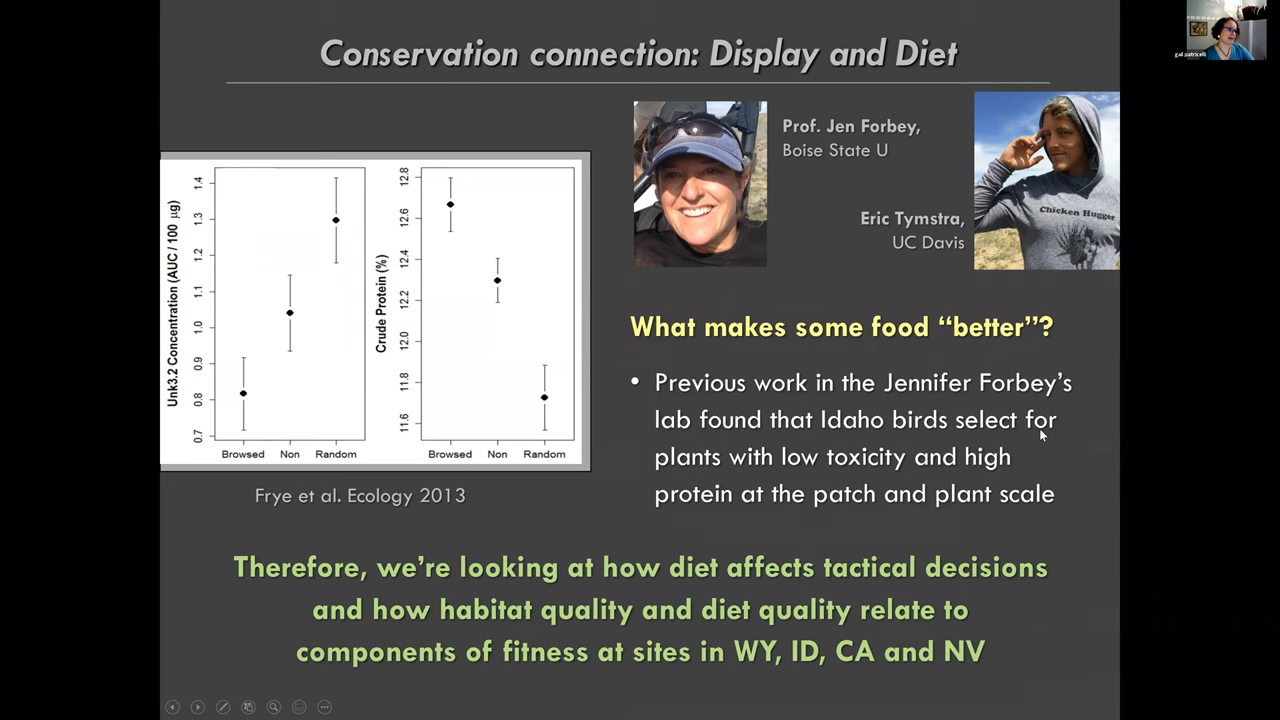 Conservation connection: Display and Diet
gail patricelli
Prof. Jen Forbey,
Boise State U
Eric Tymstra,
UC Davis
Chicken Hugger
Unk3.2 Concentration (AUC / 100 µg)
1.4
1.3
1.2
1.1
1.0
0.9
0.8
0.7
Browsed Non Random
Crude Protein (%)
12.8
12.6
12.4
12.2
12.0
11.8
11.6
Browsed Non Random
Frye et al. Ecology 2013
What makes some food “better”?
• Previous work in the Jennifer Forbey’s
lab found that Idaho birds select for
plants with low toxicity and high
protein at the patch and plant scale
Therefore, we’re looking at how diet affects tactical decisions
and how habitat quality and diet quality relate to
components of fitness at sites in WY, ID, CA and NV